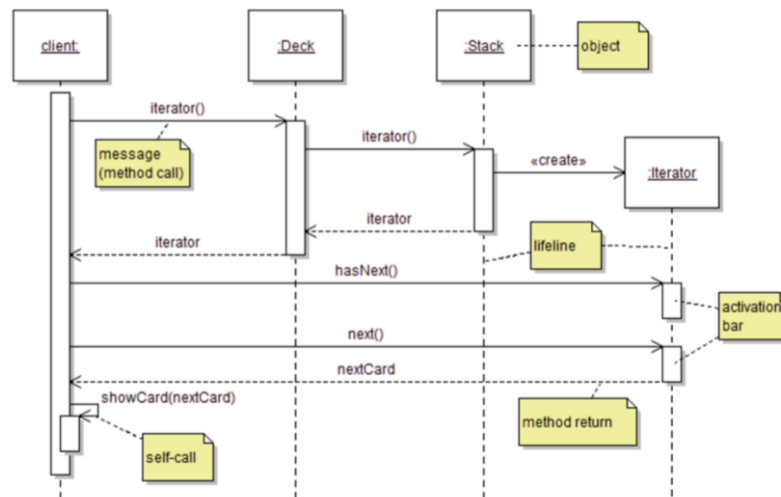 client:
:Deck
:Stack
object
iterator()
message
(method call)
iterator()
«create»
:Iterator
iterator
iterator
lifeline
hasNext()
activation
bar
next()
nextCard
showCard(nextCard)
method return
self-call